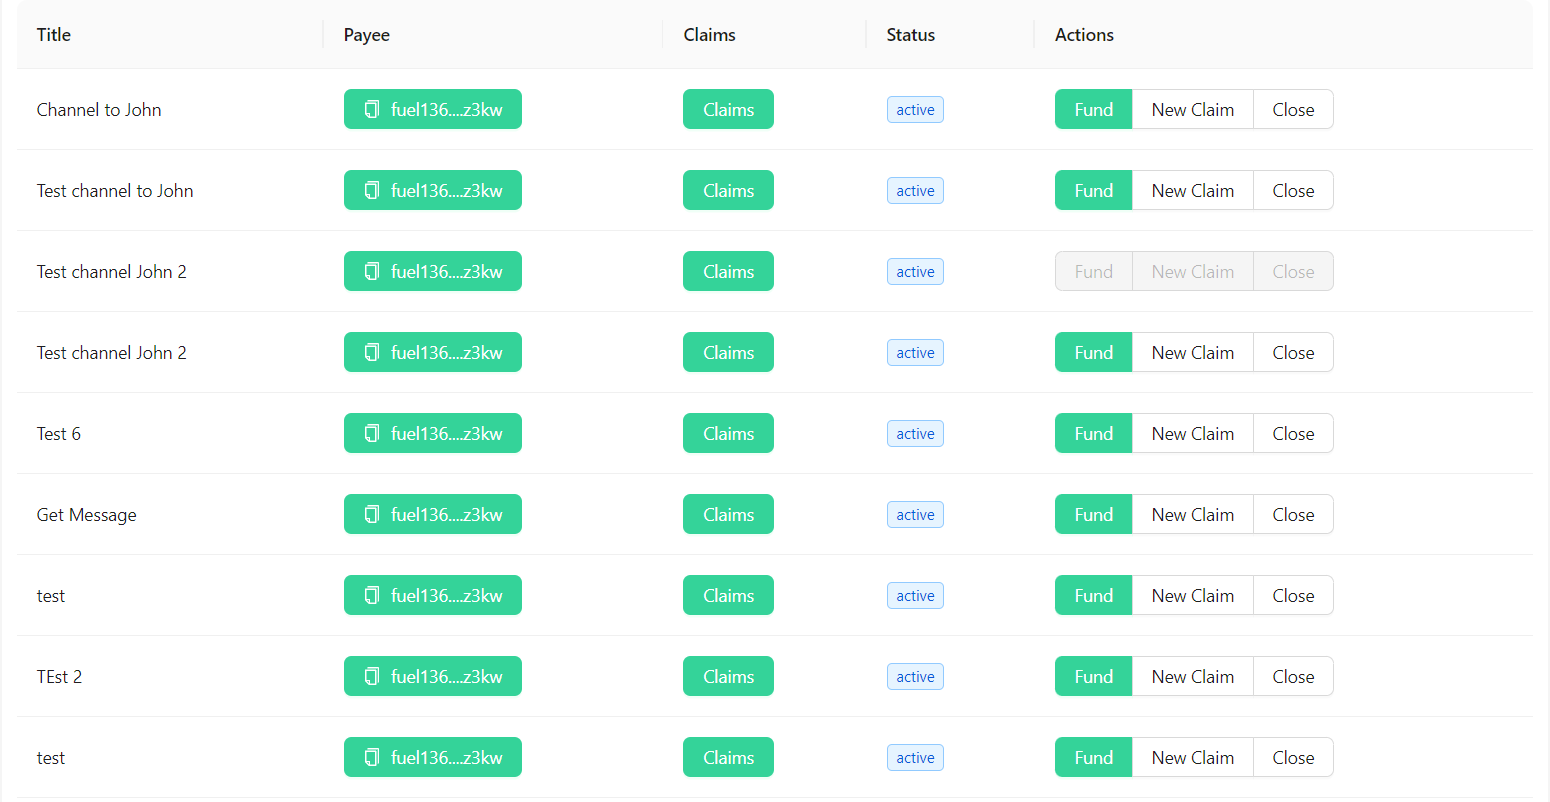 Title Payee Claims Status Actions
Channel to John fuel136....z3kw Claims active Fund New Claim Close
Test channel to John fuel136....z3kw Claims active Fund New Claim Close
Test channel John 2 fuel136....z3kw Claims active Fund New Claim Close
Test channel John 2 fuel136....z3kw Claims active Fund New Claim Close
Test 6 fuel136....z3kw Claims active Fund New Claim Close
Get Message fuel136....z3kw Claims active Fund New Claim Close
test fuel136....z3kw Claims active Fund New Claim Close
TEst 2 fuel136....z3kw Claims active Fund New Claim Close
test fuel136....z3kw Claims active Fund New Claim Close